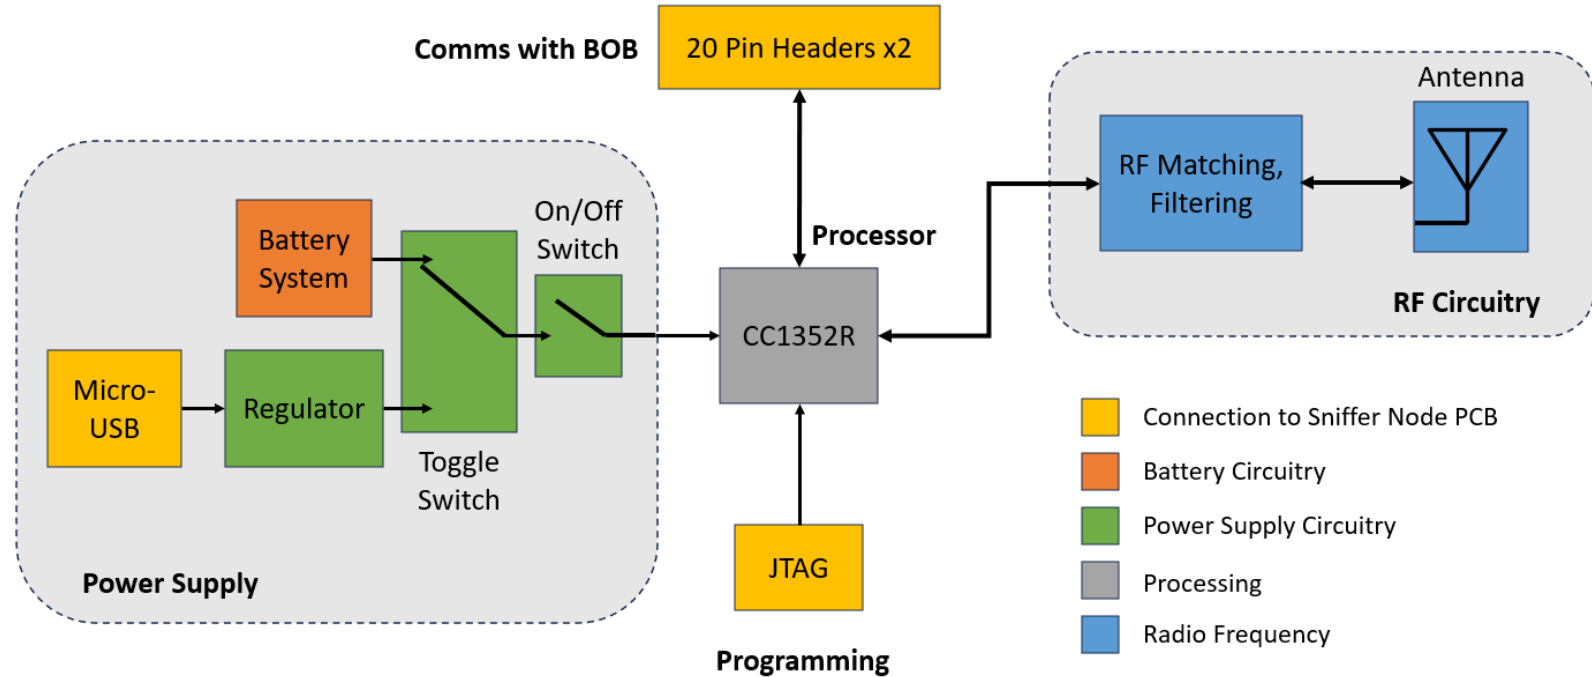 Comms with BOB
20 Pin Headers x2
Antenna
RF Matching,
Filtering
RF Circuitry
On/Off
Switch
Battery
System
Processor
CC1352R
Micro-
USB
Regulator
Toggle
Switch
Power Supply
JTAG
Programming
Connection to Sniffer Node PCB
Battery Circuitry
Power Supply Circuitry
Processing
Radio Frequency